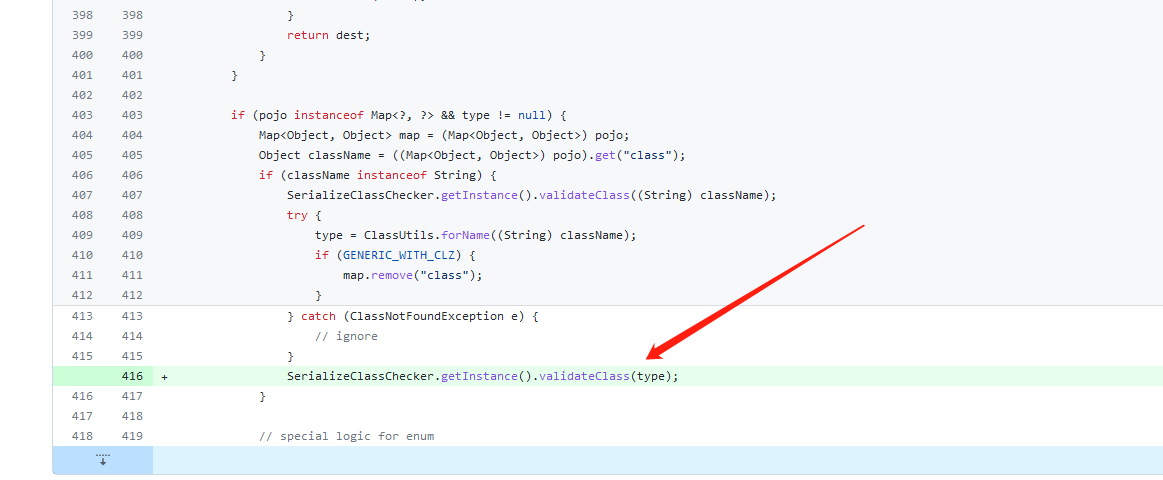 398 398 }
399 399 return dest;
400 400 }
401 401 }
402 402
403 403 if (pojo instanceof Map<?, ?> && type != null) {
404 404 Map<Object, Object> map = (Map<Object, Object>) pojo;
405 405 Object className = ((Map<Object, Object>) pojo).get("class");
406 406 if (className instanceof String) {
407 407 SerializeClassChecker.getInstance().validateClass((String) className);
408 408 try {
409 409 type = ClassUtils.forName((String) className);
410 410 if (GENERIC_WITH_CLZ) {
411 411 map.remove("class");
412 412 }
413 413 } catch (ClassNotFoundException e) {
414 414 // ignore
415 415 }
416 + SerializeClassChecker.getInstance().validateClass(type);
416 417 }
417 418
418 419 // special logic for enum